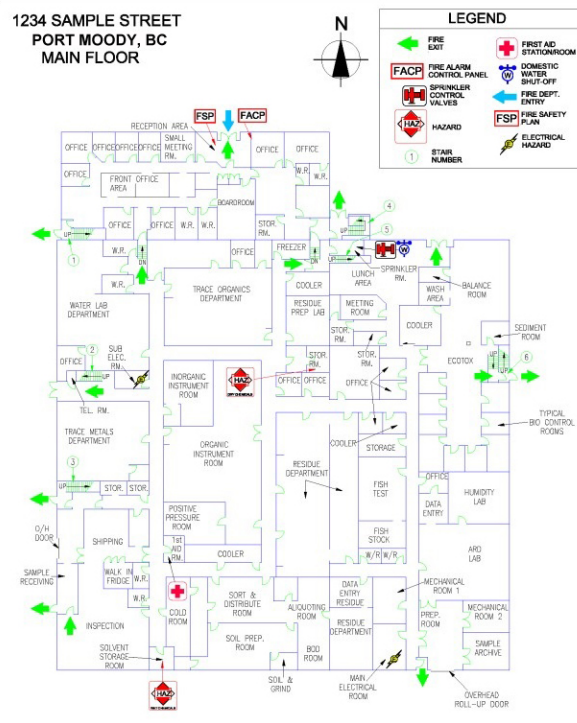 1234 SAMPLE STREET
PORT MOODY, BC
MAIN FLOOR
N
LEGEND
FIRE
EXIT
FIRST AID
STATION/ROOM
FACP
FIRE ALARM
CONTROL PANEL
W
DOMESTIC
WATER
SHUT-OFF
SPRINKLER
CONTROL
VALVES
FIRE DEPT.
ENTRY
HAZ
HAZARD
FSP
FIRE SAFETY
PLAN
1
STAIR
NUMBER
ELECTRICAL
HAZARD
FSP
FACP
RECEPTION AREA
OFFICE
OFFICE
OFFICE
OFFICE
SMALL
MEETING
RM.
OFFICE
OFFICE
OFFICE
FRONT OFFICE
AREA
W.R.
W.R.
BOARDROOM
OFFICE
OFFICE
W.R.
W.R.
STOR.
RM.
UP
1
4
5
UP
W.R.
DN
OFFICE
FREEZER
DN
UP
W
SPRINKLER
RM.
LUNCH
AREA
W.R.
TRACE ORGANICS
DEPARTMENT
COOLER
WASH
AREA
BALANCE
ROOM
WATER LAB
DEPARTMENT
RESIDUE
PREP LAB
MEETING
ROOM
COOLER
SEDIMENT
ROOM
STOR.
RM.
SUB
ELEC.
RM.
2
OFFICE
UP
STOR.
RM.
STOR.
RM.
ECOTOX
UP
UP
6
INORGANIC
INSTRUMENT
ROOM
HAZ
OFFICE
OFFICE
OFFICE
TEL. RM.
TRACE METALS
DEPARTMENT
TYPICAL
BIO CONTROL
ROOMS
ORGANIC
INSTRUMENT
ROOM
COOLER
STORAGE
3
RESIDUE
DEPARTMENT
UP
STOR.
STOR.
FISH
TEST
OFFICE
HUMIDITY
LAB
DATA
ENTRY
POSITIVE
PRESSURE
ROOM
O/H
DOOR
SHIPPING
FISH
STOCK
1st
AID
RM.
COOLER
W/R
W/R
ARD
LAB
SAMPLE
RECEIVING
WALK IN
FRIDGE
W.R.
W.R.
COLD
ROOM
SORT &
DISTRIBUTE
ROOM
ALIQUOTING
ROOM
DATA
ENTRY
RESIDUE
MECHANICAL
ROOM 1
PREP.
ROOM
MECHANICAL
ROOM 2
INSPECTION
SOIL PREP.
ROOM
RESIDUE
DEPARTMENT
SAMPLE
ARCHIVE
SOLVENT
STORAGE
ROOM
BOD
ROOM
SOIL &
GRIND
MAIN
ELECTRICAL
ROOM
OVERHEAD
ROLL-UP DOOR
HAZ